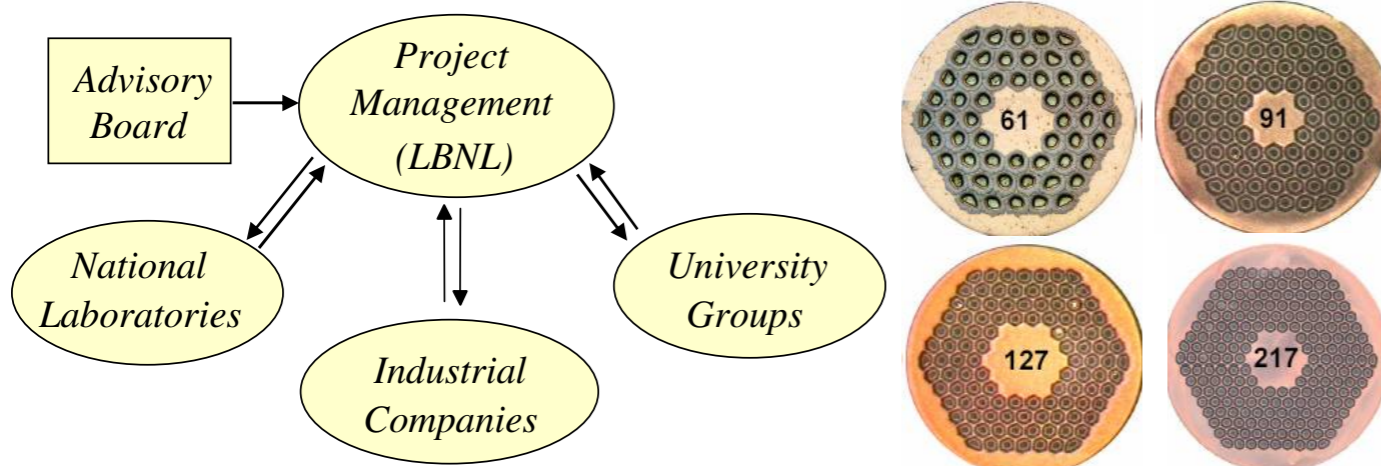 Advisory
Board
Project
Management
(LBNL)
National
Laboratories
Industrial
Companies
University
Groups
61
91
127
217